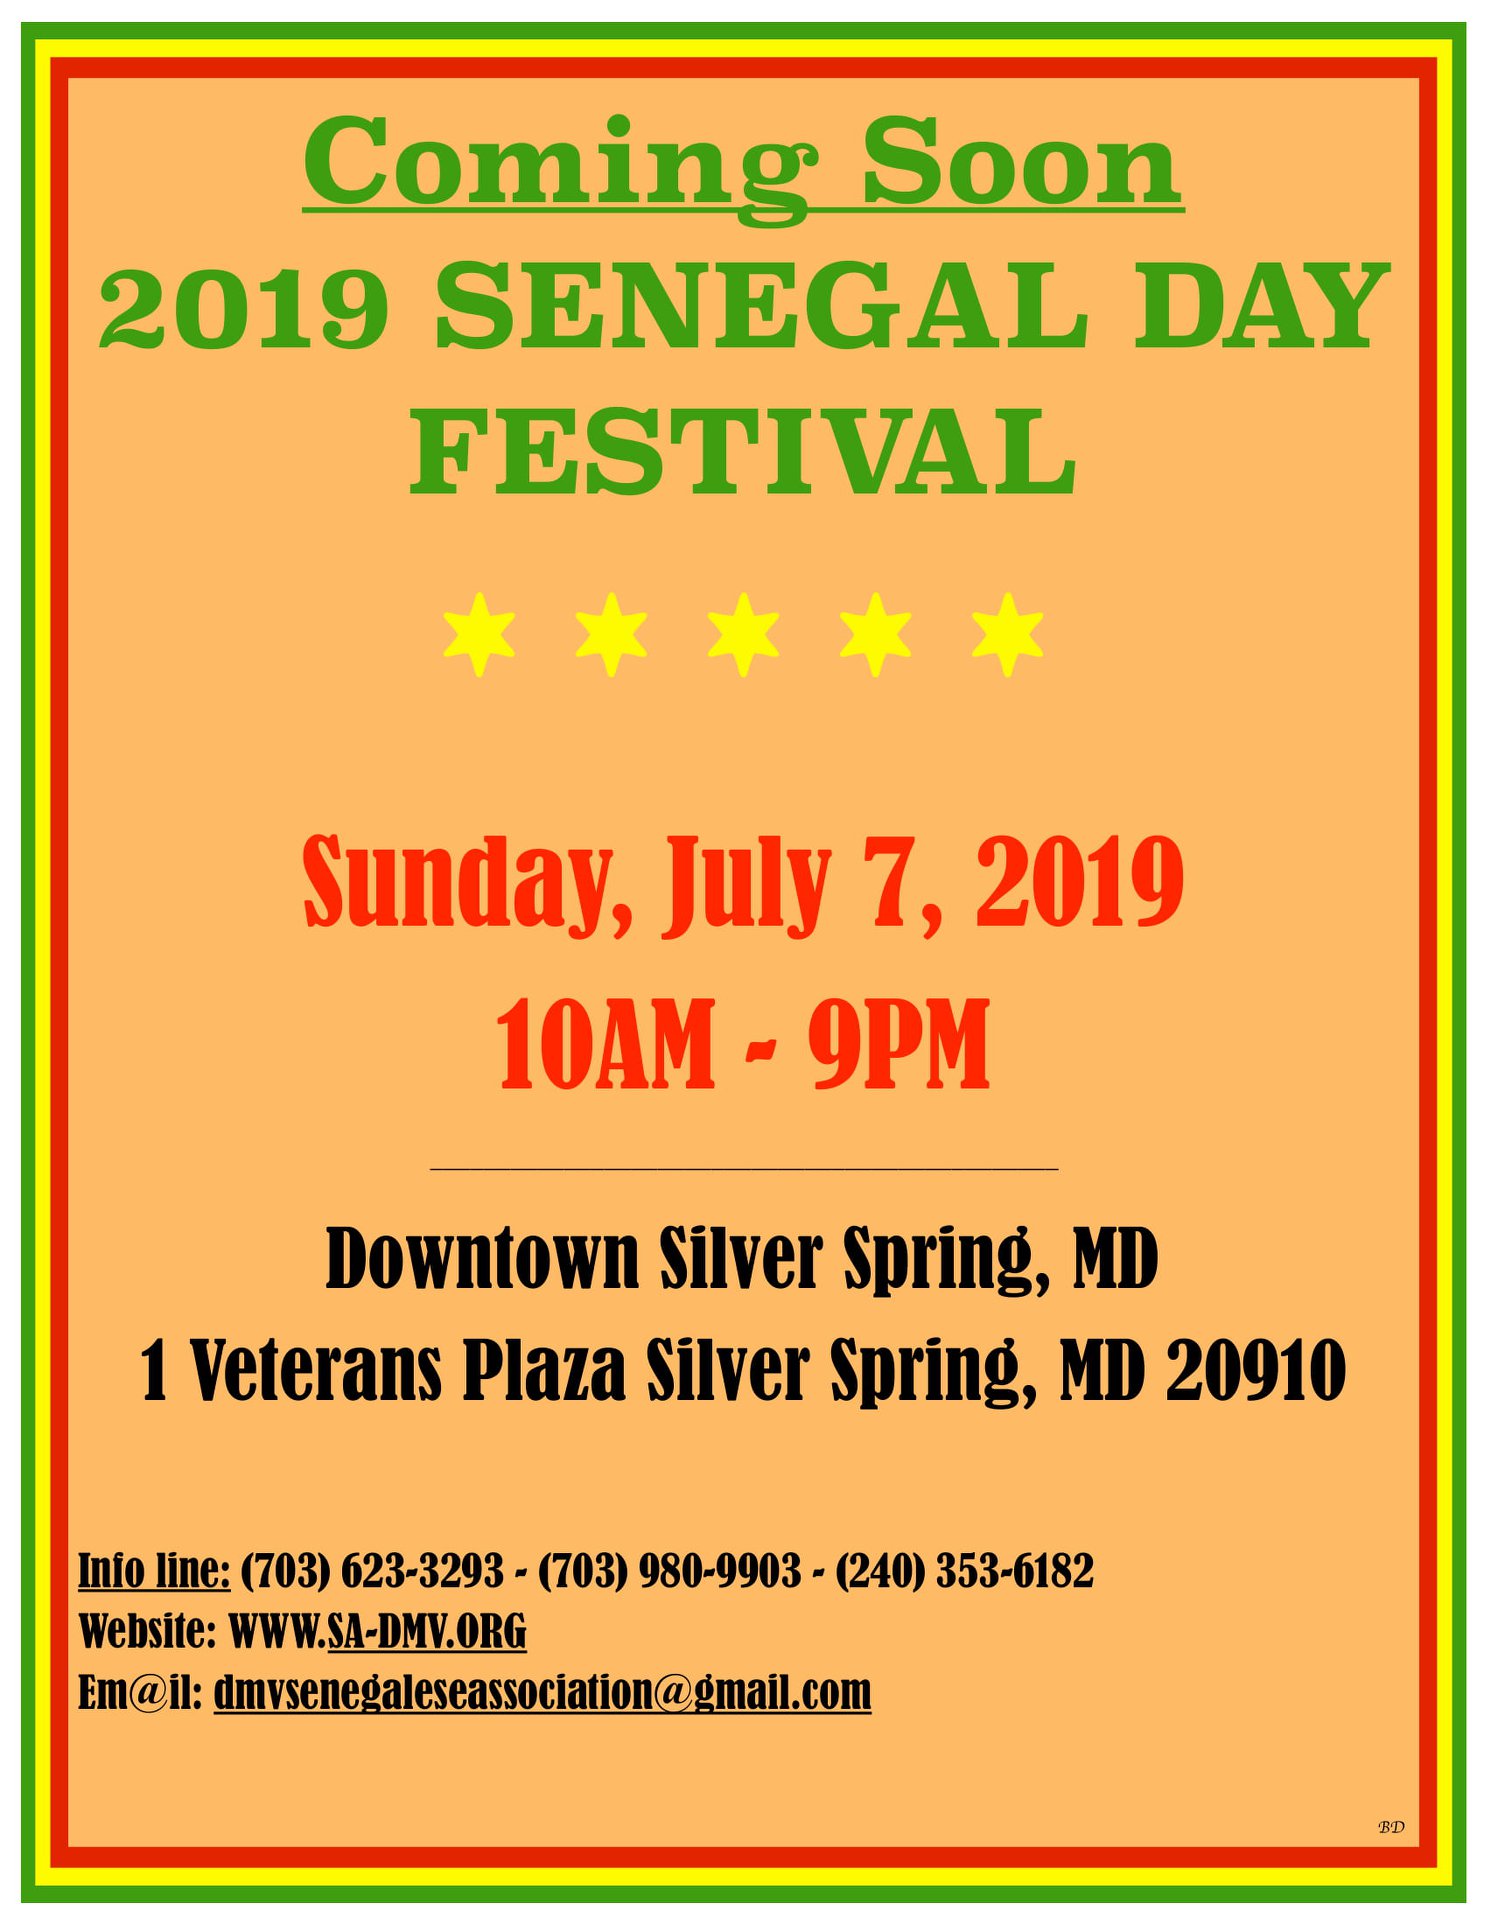 Coming Soon
2019 SENEGAL DAY
FESTIVAL
Sunday, July 7, 2019
10AM - 9PM
Downtown Silver Spring, MD
1 Veterans Plaza Silver Spring, MD 20910
Info line: (703) 623-3293 - (703) 980-9903 - (240) 353-6182
Website: WWW.SA-DMV.ORG
Em@il: dmvsenegaleseassociation@gmail.com
BD